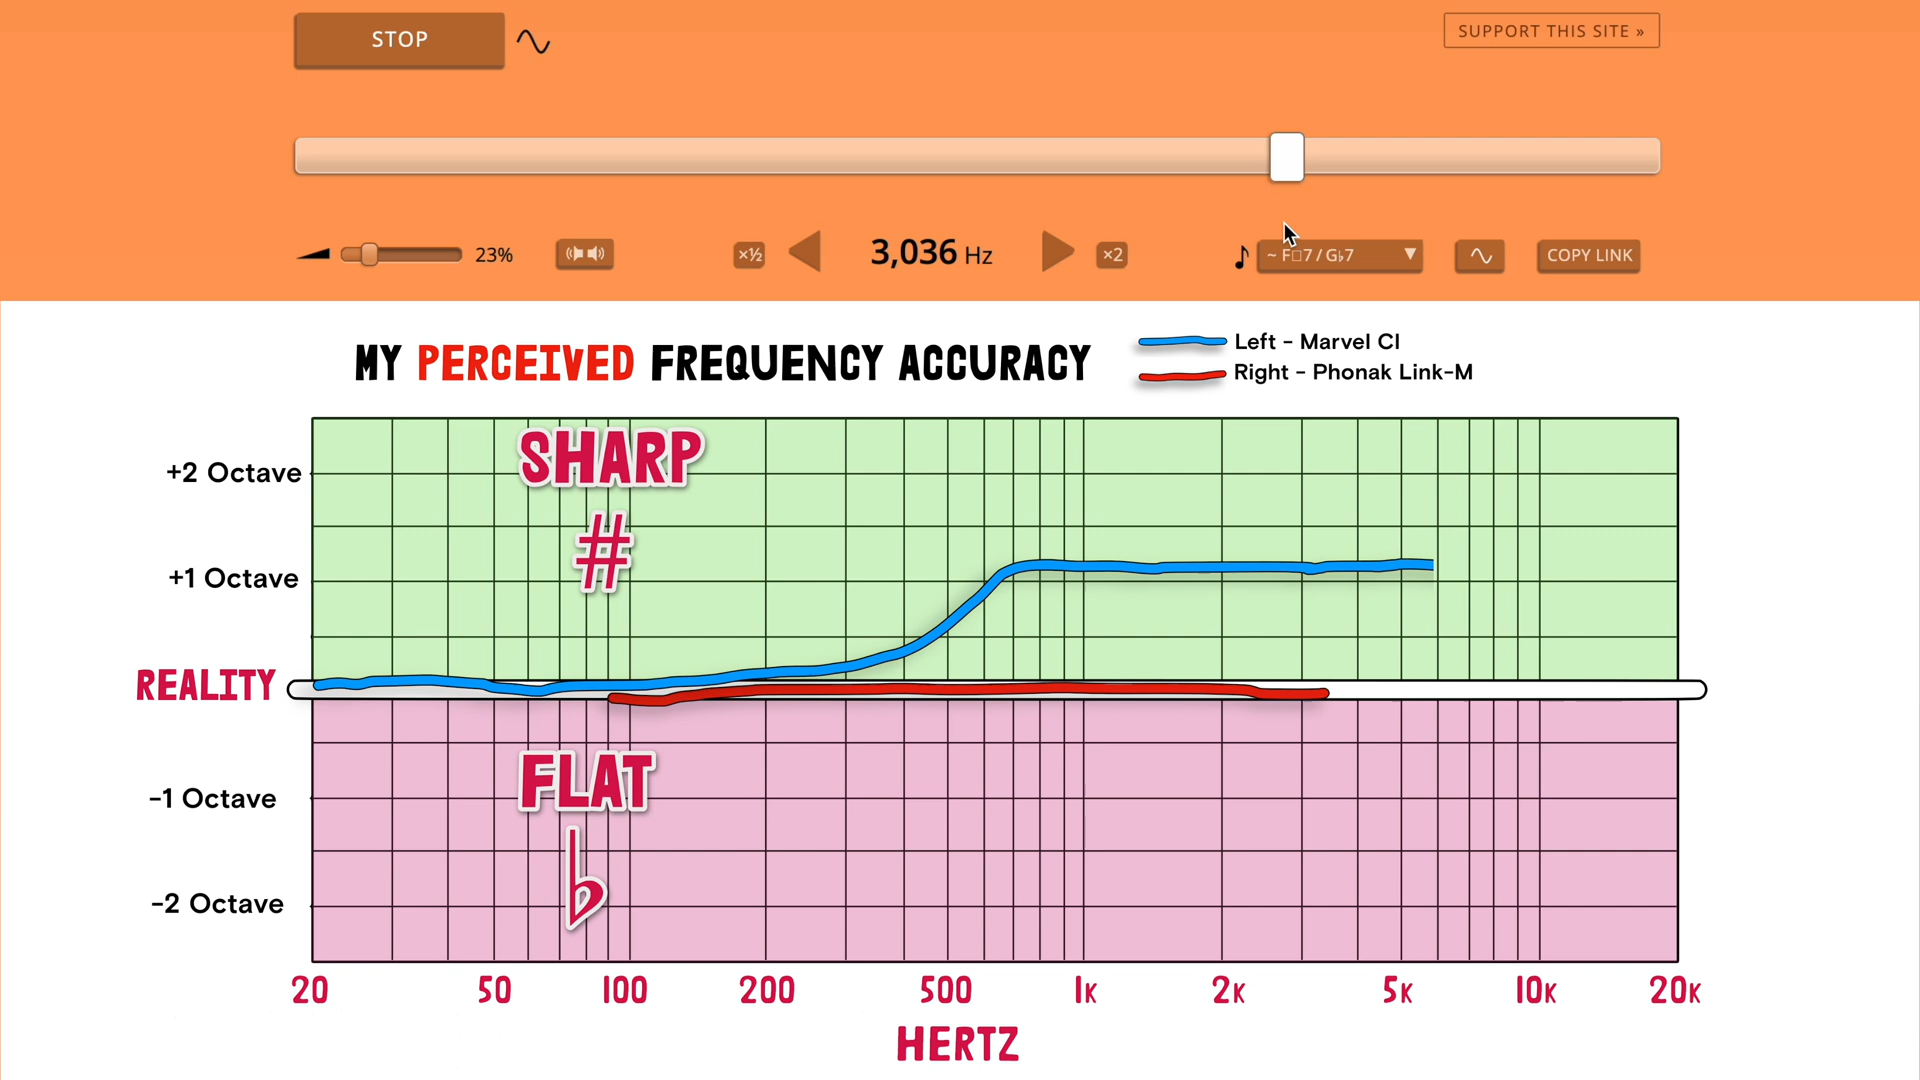 STOP
SUPPORT THIS SITE »
23%
×½
3,036 Hz
×2
~ F▯7 / G♭7
COPY LINK
MY PERCEIVED FREQUENCY ACCURACY
Left - Marvel CI
Right - Phonak Link-M
SHARP
#
+2 Octave
+1 Octave
REALITY
FLAT
♭
-1 Octave
-2 Octave
20 50 100 200 500 1K 2K 5K 10K 20K
HERTZ